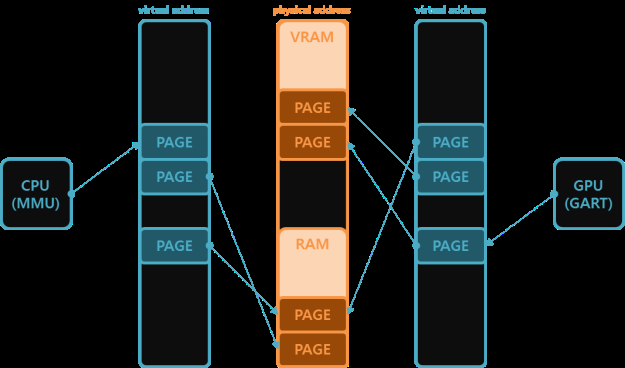 virtual address
physical address
virtual address
VRAM
PAGE
PAGE
PAGE
PAGE
PAGE
PAGE
CPU
(MMU)
GPU
(GART)
PAGE
RAM
PAGE
PAGE
PAGE